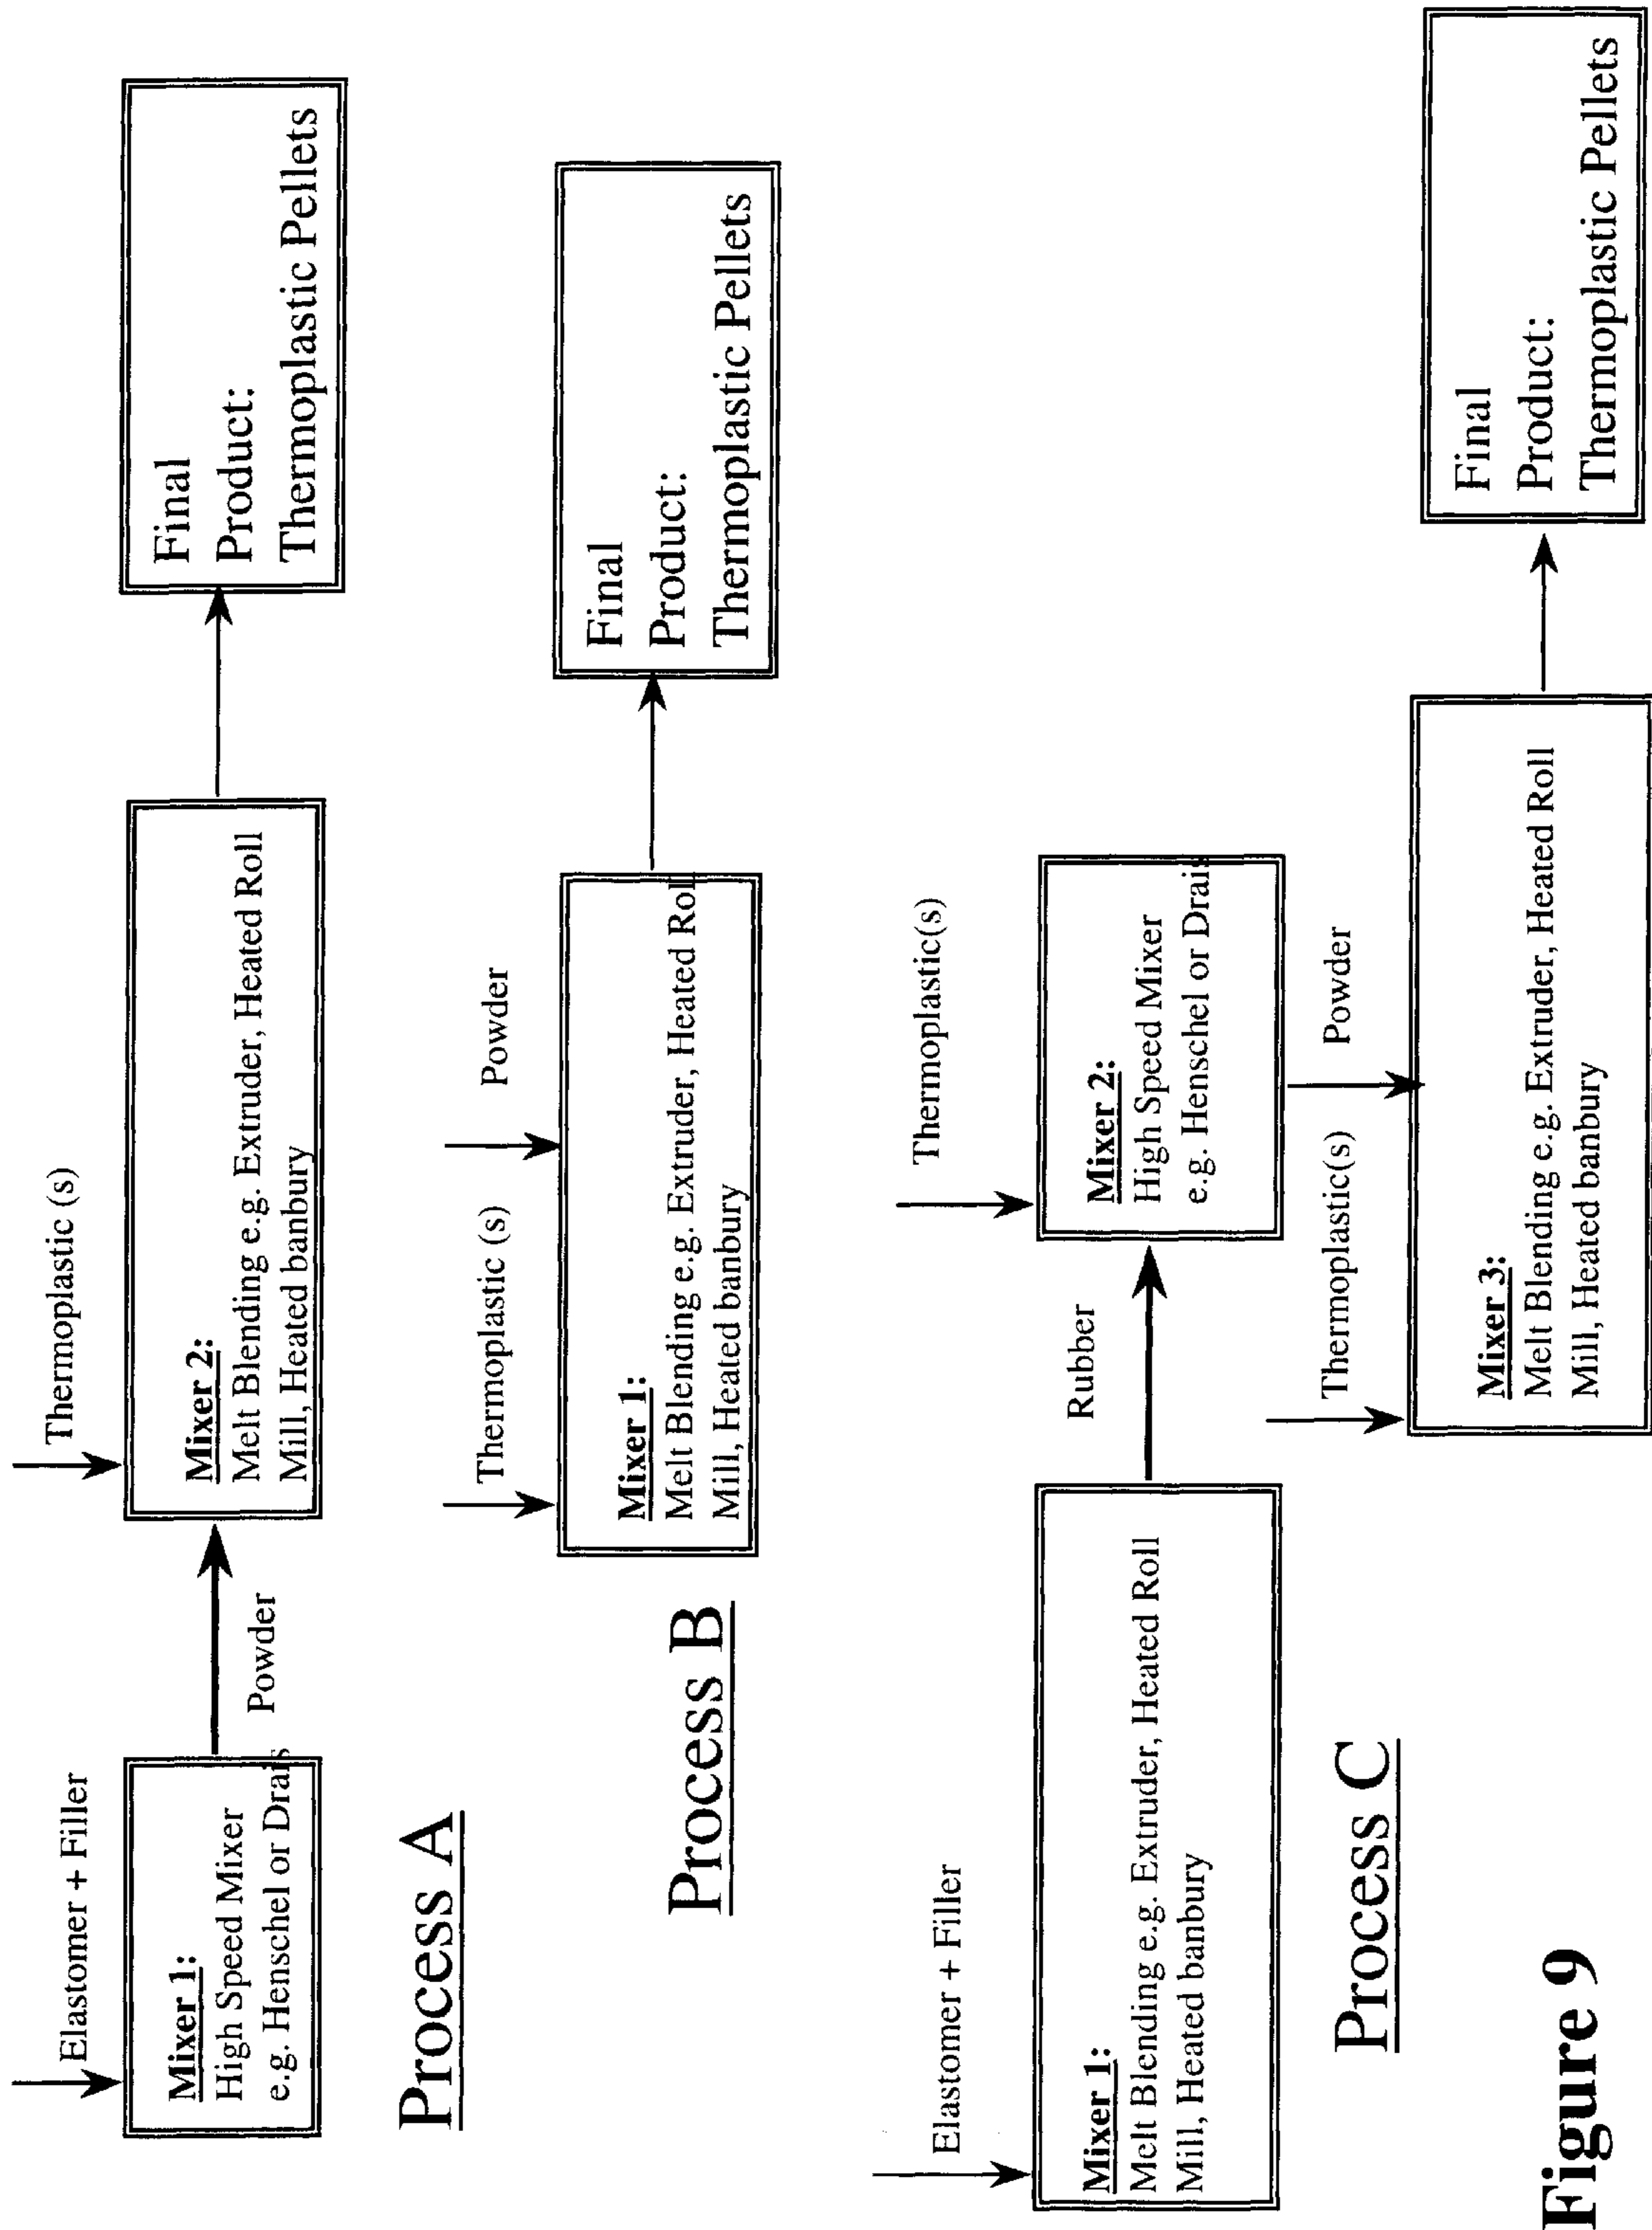 Elastomer + Filler
Mixer 1:
High Speed Mixer
e.g. Henschel or Drais
Powder
Thermoplastic (s)
Mixer 2:
Melt Blending e.g. Extruder, Heated Roll
Mill, Heated banbury
Final
Product:
Thermoplastic Pellets
Process A
Thermoplastic (s)
Powder
Mixer 1:
Melt Blending e.g. Extruder, Heated Roll
Mill, Heated banbury
Final
Product:
Thermoplastic Pellets
Process B
Elastomer + Filler
Mixer 1:
Melt Blending e.g. Extruder, Heated Roll
Mill, Heated banbury
Rubber
Thermoplastic(s)
Mixer 2:
High Speed Mixer
e.g. Henschel or Drais
Powder
Thermoplastic(s)
Mixer 3:
Melt Blending e.g. Extruder, Heated Roll
Mill, Heated banbury
Final
Product:
Thermoplastic Pellets
Process C
Figure 9